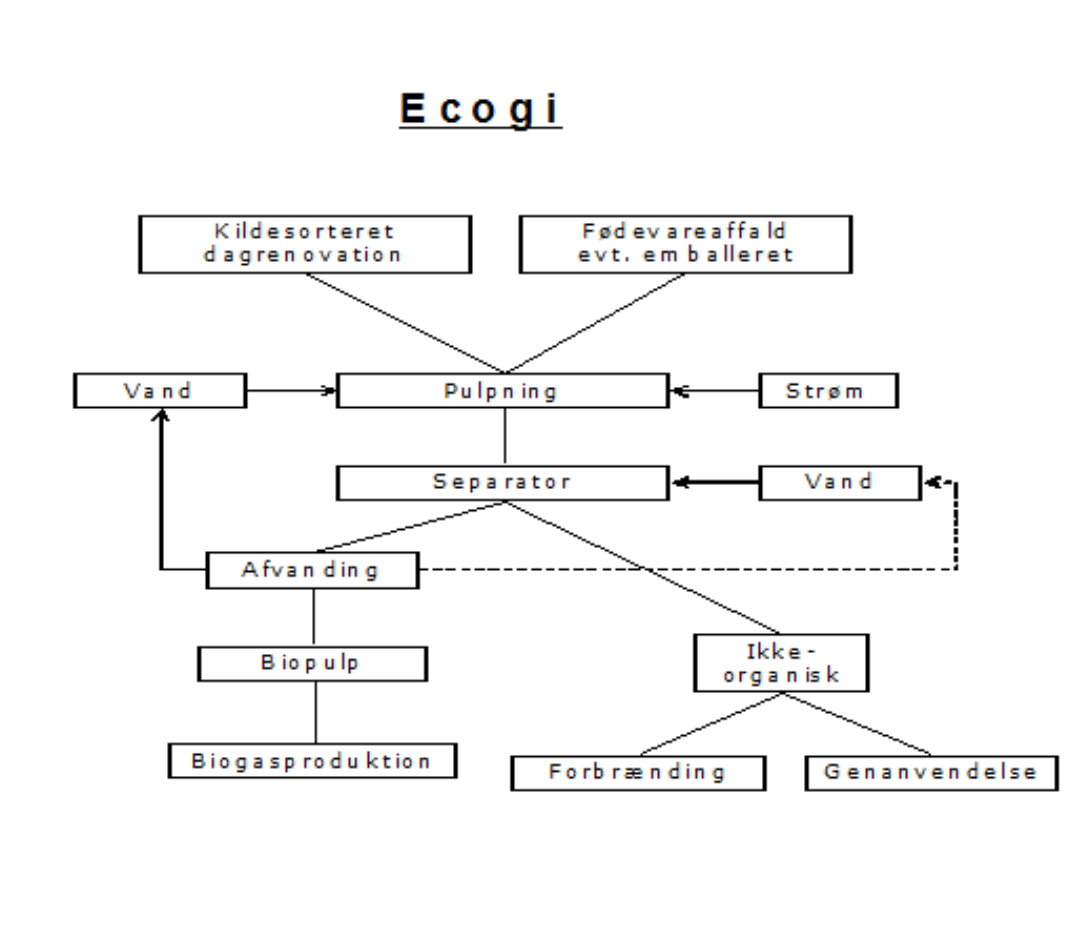 Ecogi
Kildesorteret
dagrenovation
Fødevareaffald
evt. emballeret
Vand
Pulpning
Strøm
Separator
Vand
Afvanding
Biopulp
Ikke-
organisk
Biogasproduktion
Forbrænding
Genanvendelse